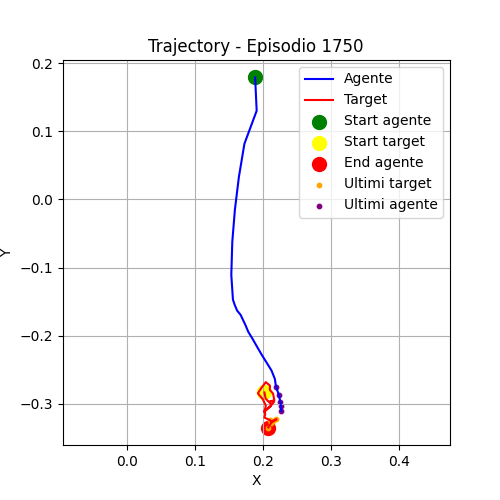 Trajectory - Episodio 1750
0.2
0.1
0.0
−0.1
−0.2
−0.3
Y
Agente
Target
Start agente
Start target
End agente
Ultimi target
Ultimi agente
0.0 0.1 0.2 0.3 0.4
X